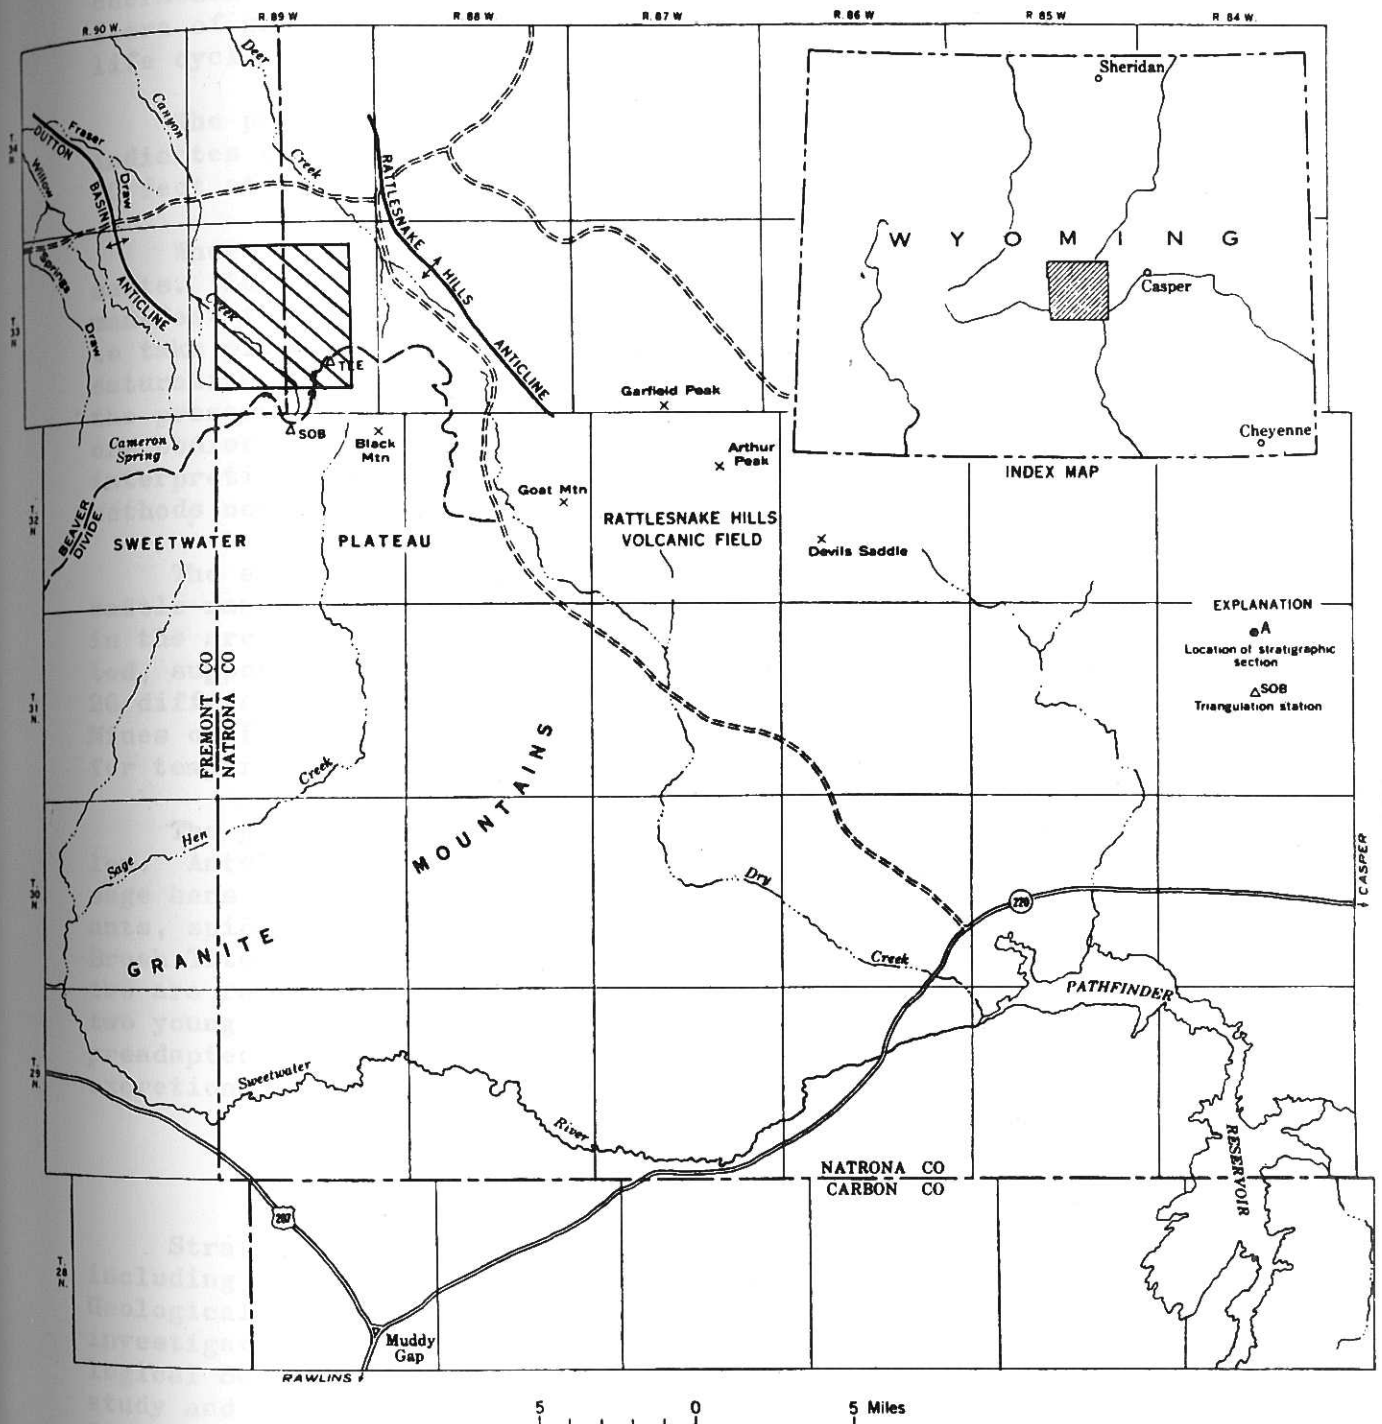 R. 90 W.
R. 89 W
R. 88 W
R. 87 W
R. 86 W
R 85 W
R 84 W.
T. 34 N
T. 33 N
T. 32 N
T. 31 N.
T. 30 N.
T. 29 N.
T. 28 N.
Deer
Creek
Canyon
Creek
Fraser
Draw
DUTTON
BASIN
ANTICLINE
Willow
Springs
Draw
RATTLESNAKE
HILLS
ANTICLINE
TEE
SOB
Cameron
Spring
Black
Mtn
Garfield Peak
Arthur
Peak
Goat Mtn
RATTLESNAKE HILLS
VOLCANIC FIELD
Devils Saddle
BEAVER
DIVIDE
SWEETWATER PLATEAU
Sheridan
WYOMING
Casper
Cheyenne
INDEX MAP
EXPLANATION
A
Location of stratigraphic
section
SOB
Triangulation station
FREMONT CO
NATRONA CO
Sage Hen Creek
GRANITE MOUNTAINS
Dry
Creek
220
CASPER
PATHFINDER
RESERVOIR
Sweetwater
River
NATRONA CO
CARBON CO
287
Muddy
Gap
RAWLINS
5 0 5 Miles